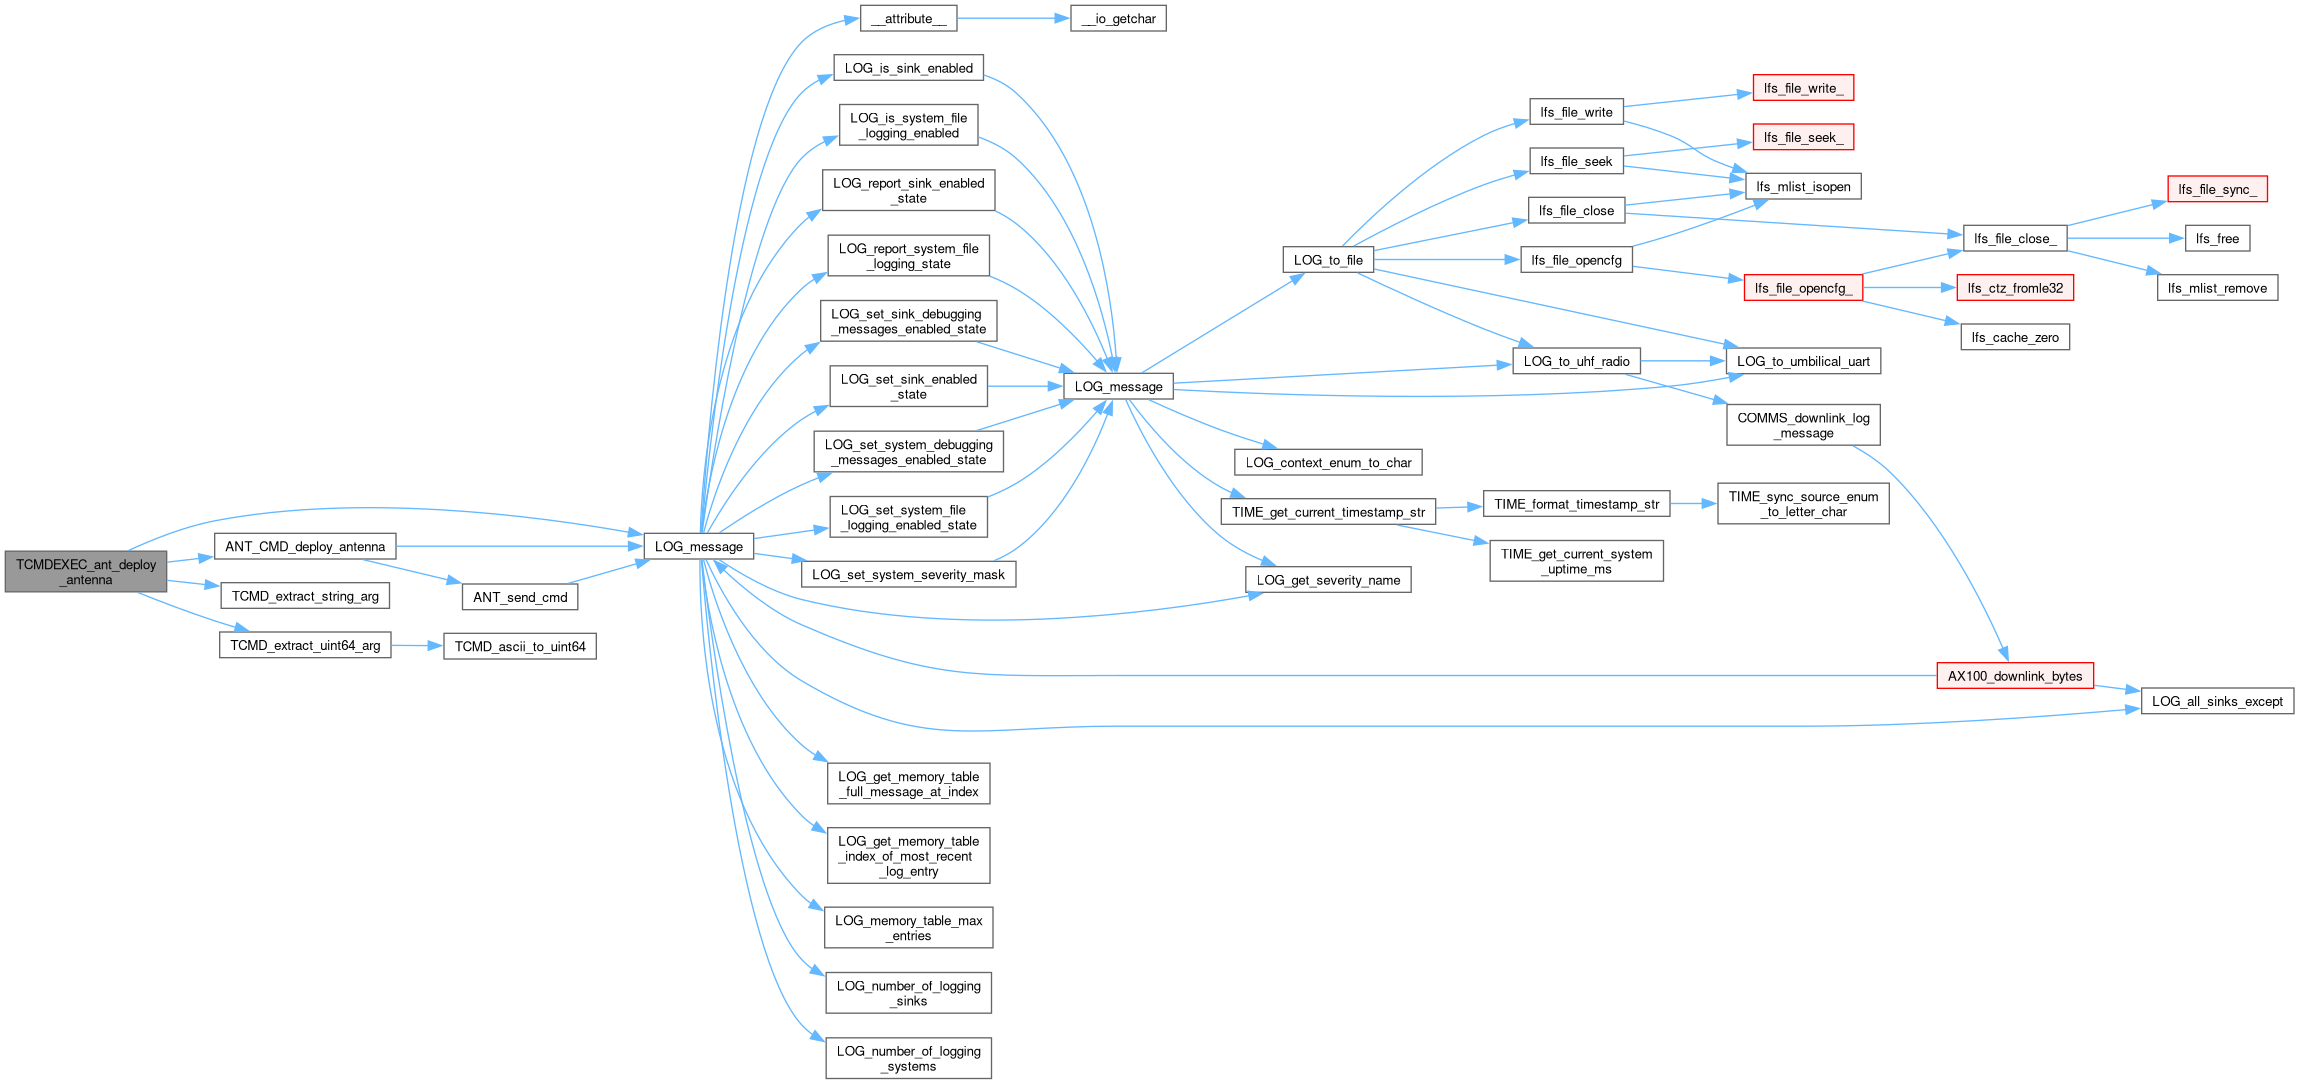 TCMDEXEC_ant_deploy
_antenna
ANT_CMD_deploy_antenna
TCMD_extract_string_arg
TCMD_extract_uint64_arg
ANT_send_cmd
TCMD_ascii_to_uint64
LOG_message
__attribute__
__io_getchar
LOG_is_sink_enabled
LOG_is_system_file
_logging_enabled
LOG_report_sink_enabled
_state
LOG_report_system_file
_logging_state
LOG_set_sink_debugging
_messages_enabled_state
LOG_set_sink_enabled
_state
LOG_set_system_debugging
_messages_enabled_state
LOG_set_system_file
_logging_enabled_state
LOG_set_system_severity_mask
LOG_get_memory_table
_full_message_at_index
LOG_get_memory_table
_index_of_most_recent
_log_entry
LOG_memory_table_max
_entries
LOG_number_of_logging
_sinks
LOG_number_of_logging
_systems
LOG_message
LOG_to_file
LOG_context_enum_to_char
TIME_get_current_timestamp_str
LOG_get_severity_name
lfs_file_write
lfs_file_seek
lfs_file_close
lfs_file_opencfg
LOG_to_uhf_radio
TIME_format_timestamp_str
TIME_get_current_system
_uptime_ms
lfs_file_write_
lfs_file_seek_
lfs_mlist_isopen
lfs_file_opencfg_
LOG_to_umbilical_uart
COMMS_downlink_log
_message
TIME_sync_source_enum
_to_letter_char
lfs_file_close_
lfs_ctz_fromle32
lfs_cache_zero
AX100_downlink_bytes
lfs_file_sync_
lfs_free
lfs_mlist_remove
LOG_all_sinks_except